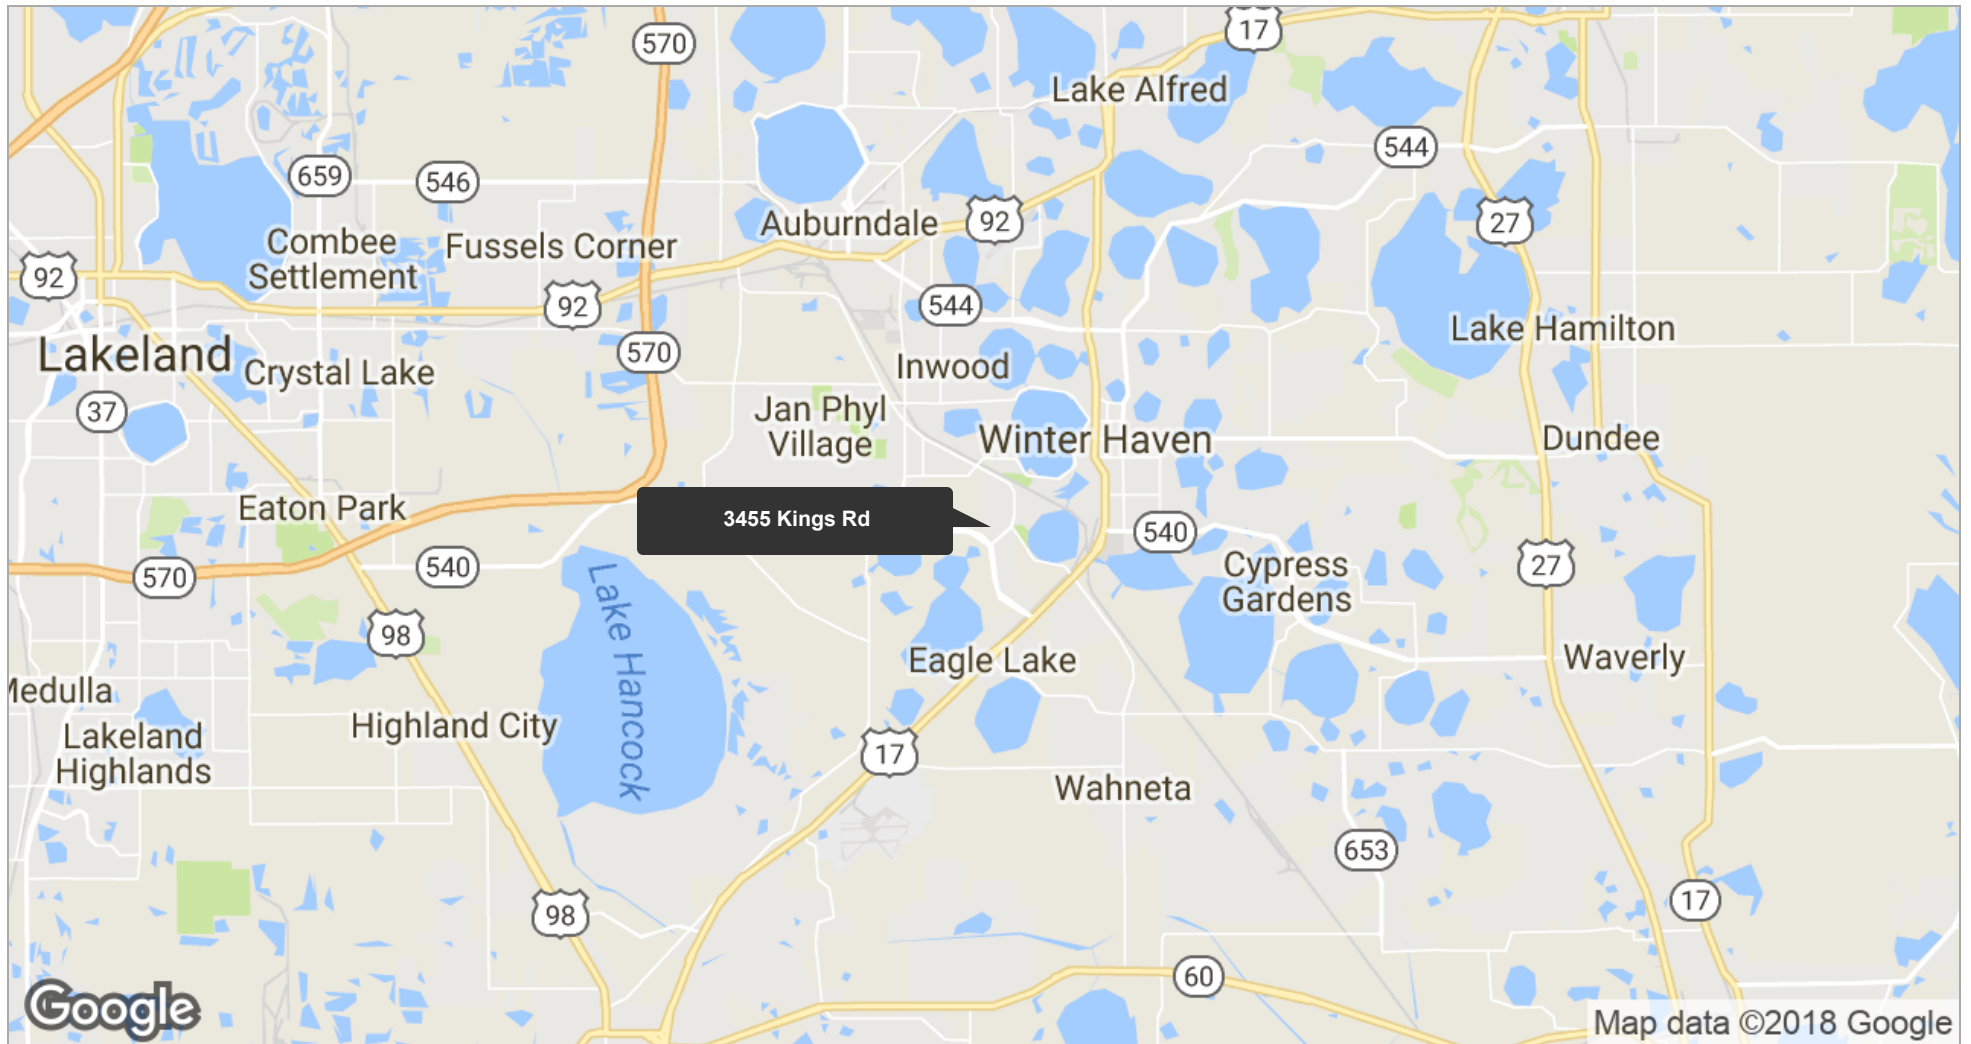 570
17
Lake Alfred
544
659
546
Auburndale
92
27
Combee
Settlement
Fussels Corner
92
92
544
Lake Hamilton
Lakeland
Crystal Lake
570
Inwood
37
Jan Phyl
Village
Winter Haven
Dundee
Eaton Park
3455 Kings Rd
540
570
540
Cypress
Gardens
27
Lake Hancock
98
Eagle Lake
Waverly
Medulla
Highland City
Lakeland
Highlands
17
Wahneta
653
98
17
60
Google
Map data ©2018 Google